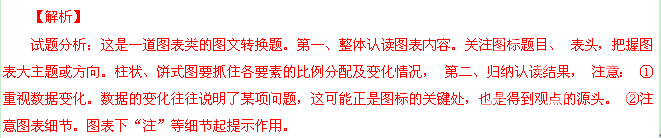 【解析】
试题分析：这是一道图表类的图文转换题。第一、整体认读图表内容。关注图标题目、 表头，把握图
表大主题或方向。柱状、饼式图要抓住各要素的比例分配及变化情况， 第二、归纳认读结果， 注意： ①
重视数据变化。数据的变化往往说明了某项问题，这可能正是图标的关键处，也是得到观点的源头。 ②注
意图表细节。图表下“注”等细节起提示作用。